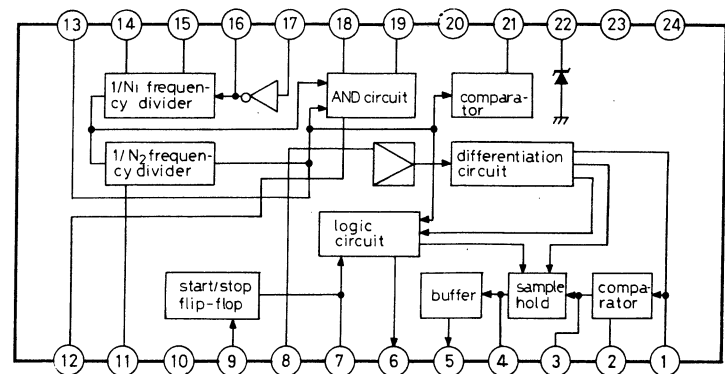 13 14 15 16 17 18 19 20 21 22 23 24
1/N1 frequen-
cy divider
AND circuit
compara-
tor
1/N2 frequen-
cy divider
differentiation
circuit
logic
circuit
start/stop
flip-flop
buffer
sample
hold
compa-
rator
12 11 10 9 8 7 6 5 4 3 2 1